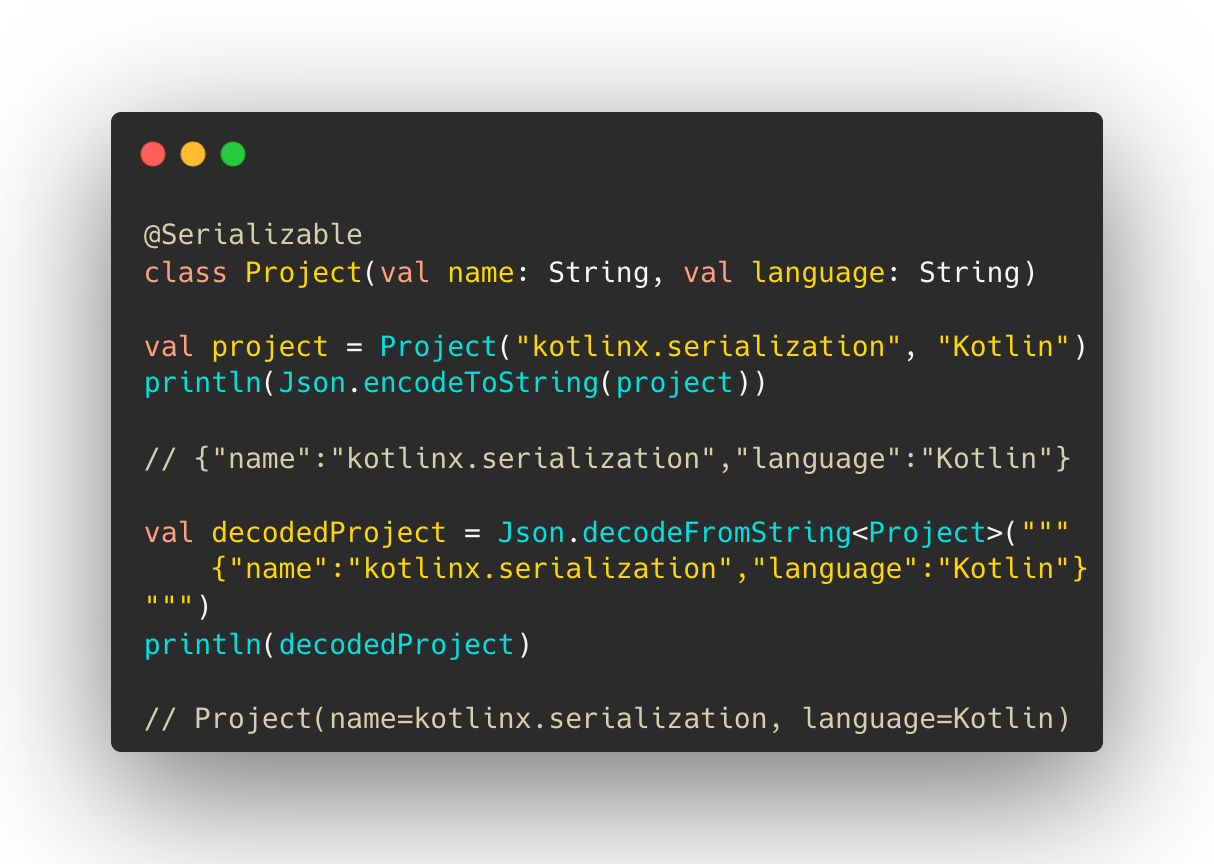 @Serializable
class Project(val name: String, val language: String)
val project = Project("kotlinx.serialization", "Kotlin")
println(Json.encodeToString(project))
// {"name":"kotlinx.serialization","language":"Kotlin"}
val decodedProject = Json.decodeFromString<Project>("""
    {"name":"kotlinx.serialization","language":"Kotlin"}
""")
println(decodedProject)
// Project(name=kotlinx.serialization, language=Kotlin)